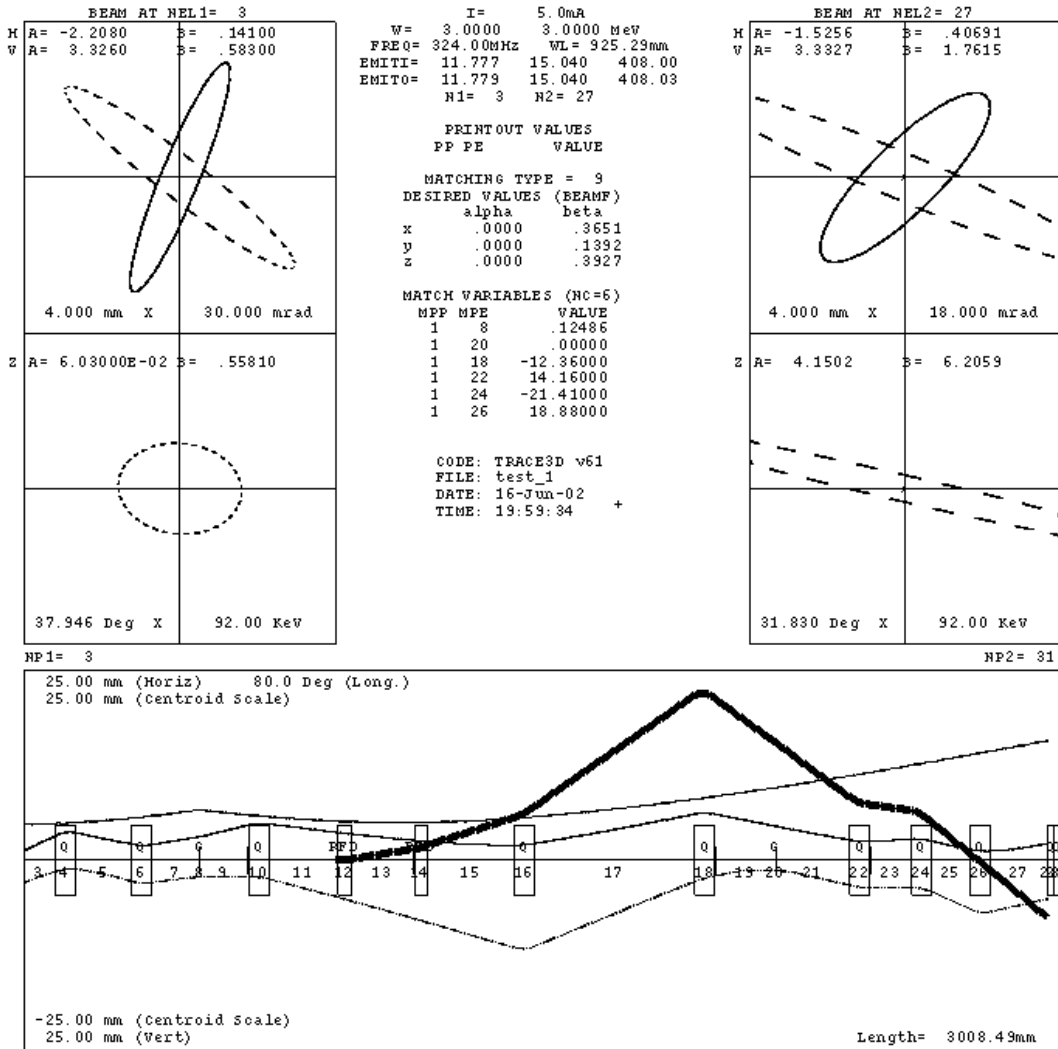 BEAM AT NEL1= 3
H A= -2.2080 B= .14100
V A= 3.3260 B= .58300
4.000 mm X 30.000 mrad
Z A= 6.03000E-02 B= .55810
37.946 Deg X 92.00 KeV
NP1= 3
I= 5.0mA
W= 3.0000 3.0000 MeV
FREQ= 324.00MHz WL= 925.29mm
EMITI= 11.777 15.040 408.00
EMITO= 11.779 15.040 408.03
N1= 3 N2= 27
PRINTOUT VALUES
PP PE VALUE
MATCHING TYPE = 9
DESIRED VALUES (BEAMF)
alpha beta
x .0000 .3651
y .0000 .1392
z .0000 .3927
MATCH VARIABLES (NC=6)
MPP MPE VALUE
1 8 .12486
1 20 .00000
1 18 -12.36000
1 22 14.16000
1 24 -21.41000
1 26 18.88000
CODE: TRACE3D v61
FILE: test_1
DATE: 16-Jun-02
TIME: 19:59:34
BEAM AT NEL2= 27
H A= -1.5256 B= .40691
V A= 3.3327 B= 1.7615
4.000 mm X 18.000 mrad
Z A= 4.1502 B= 6.2059
31.830 Deg X 92.00 KeV
NP2= 31
25.00 mm (Horiz) 80.0 Deg (Long.)
25.00 mm (Centroid Scale)
Q Q G Q RFD Q Q G Q Q Q Q
3 4 5 6 7 8 9 10 11 12 13 14 15 16 17 18 19 20 21 22 23 24 25 26 27
-25.00 mm (Centroid Scale)
25.00 mm (Vert)
Length= 3008.49mm